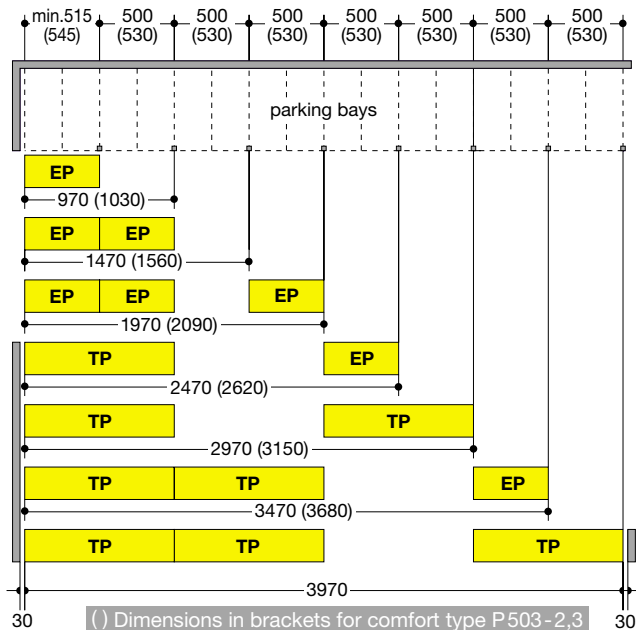 min.515 500 500 500 500 500 500 500
(545) (530) (530) (530) (530) (530) (530) (530)
parking bays
EP
970 (1030)
EP EP
1470 (1560)
EP EP EP
1970 (2090)
TP EP
2470 (2620)
TP TP
2970 (3150)
TP TP EP
3470 (3680)
TP TP TP
3970
30 ( ) Dimensions in brackets for comfort type P503-2,3 30